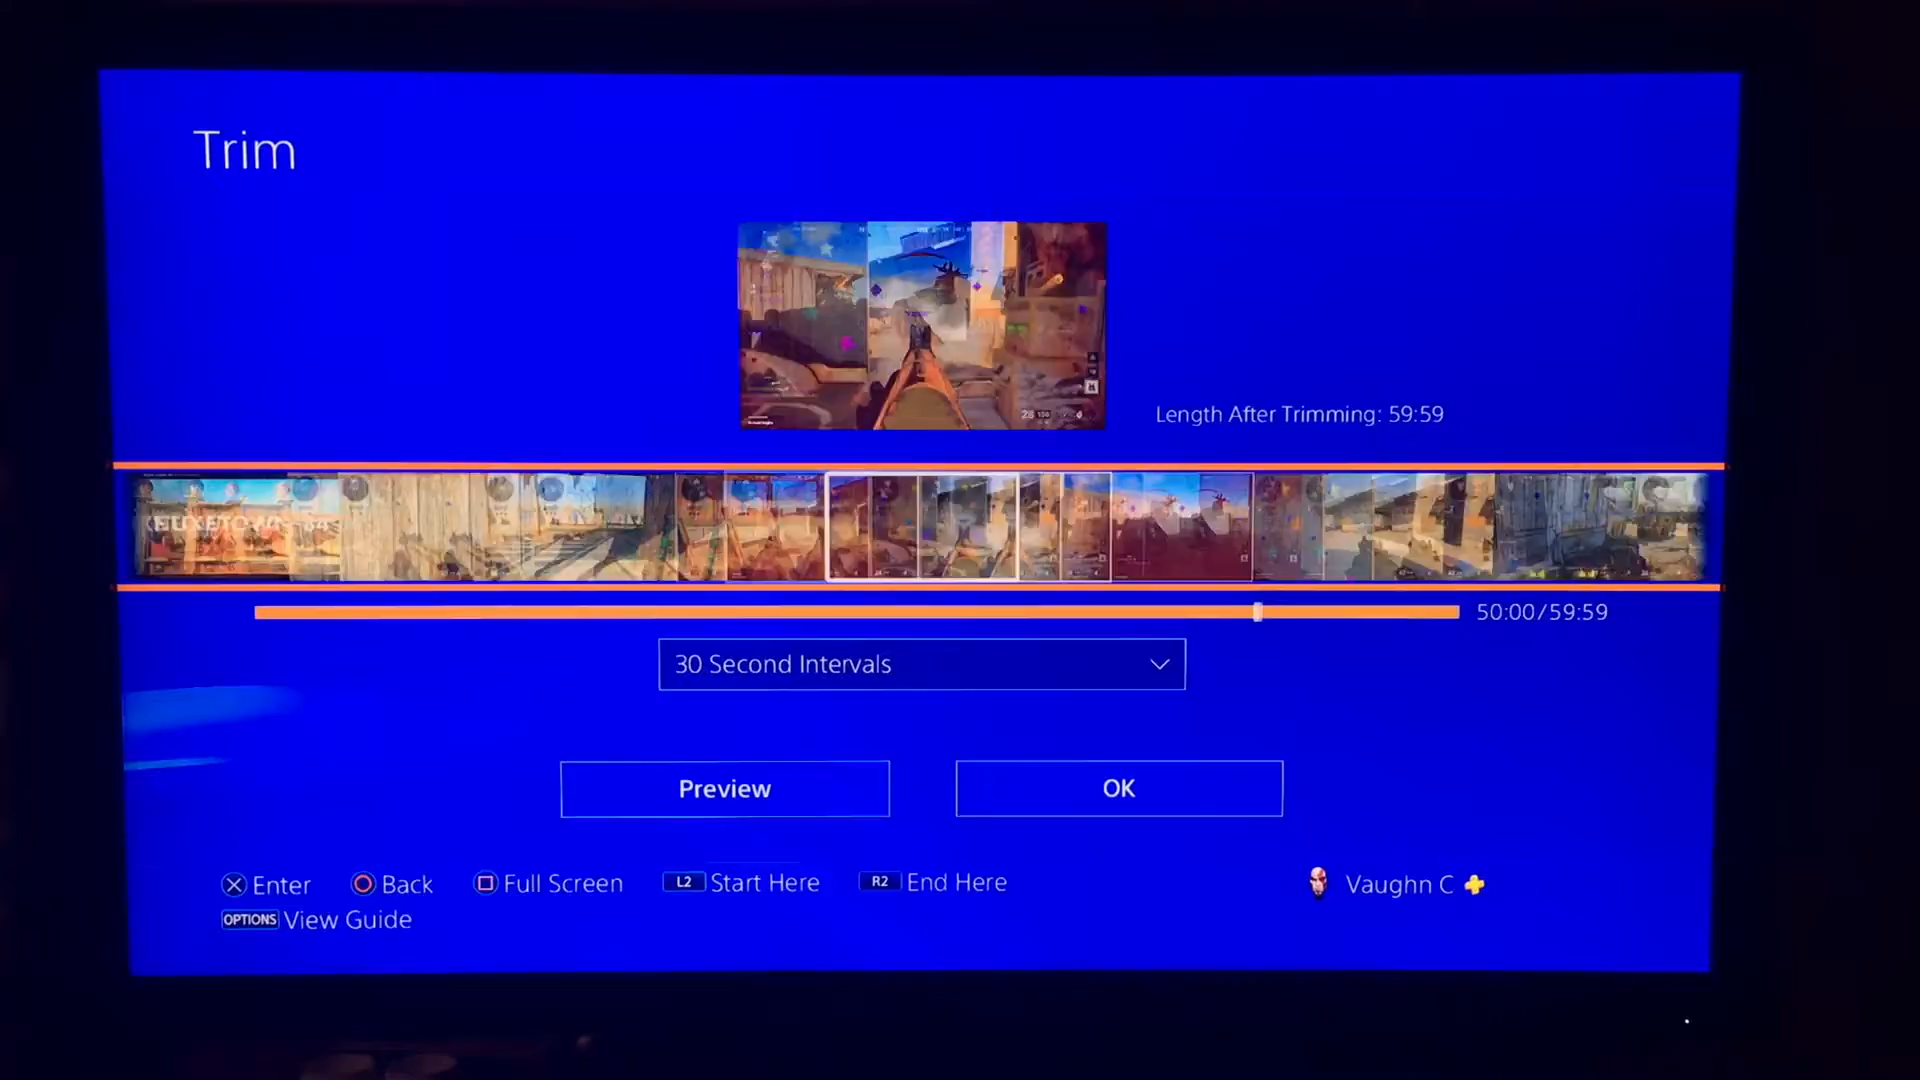 Trim
Length After Trimming: 59:59
50:00/59:59
30 Second Intervals
Preview
OK
Enter
Back
Full Screen
L2 Start Here
R2 End Here
Vaughn C
OPTIONS View Guide